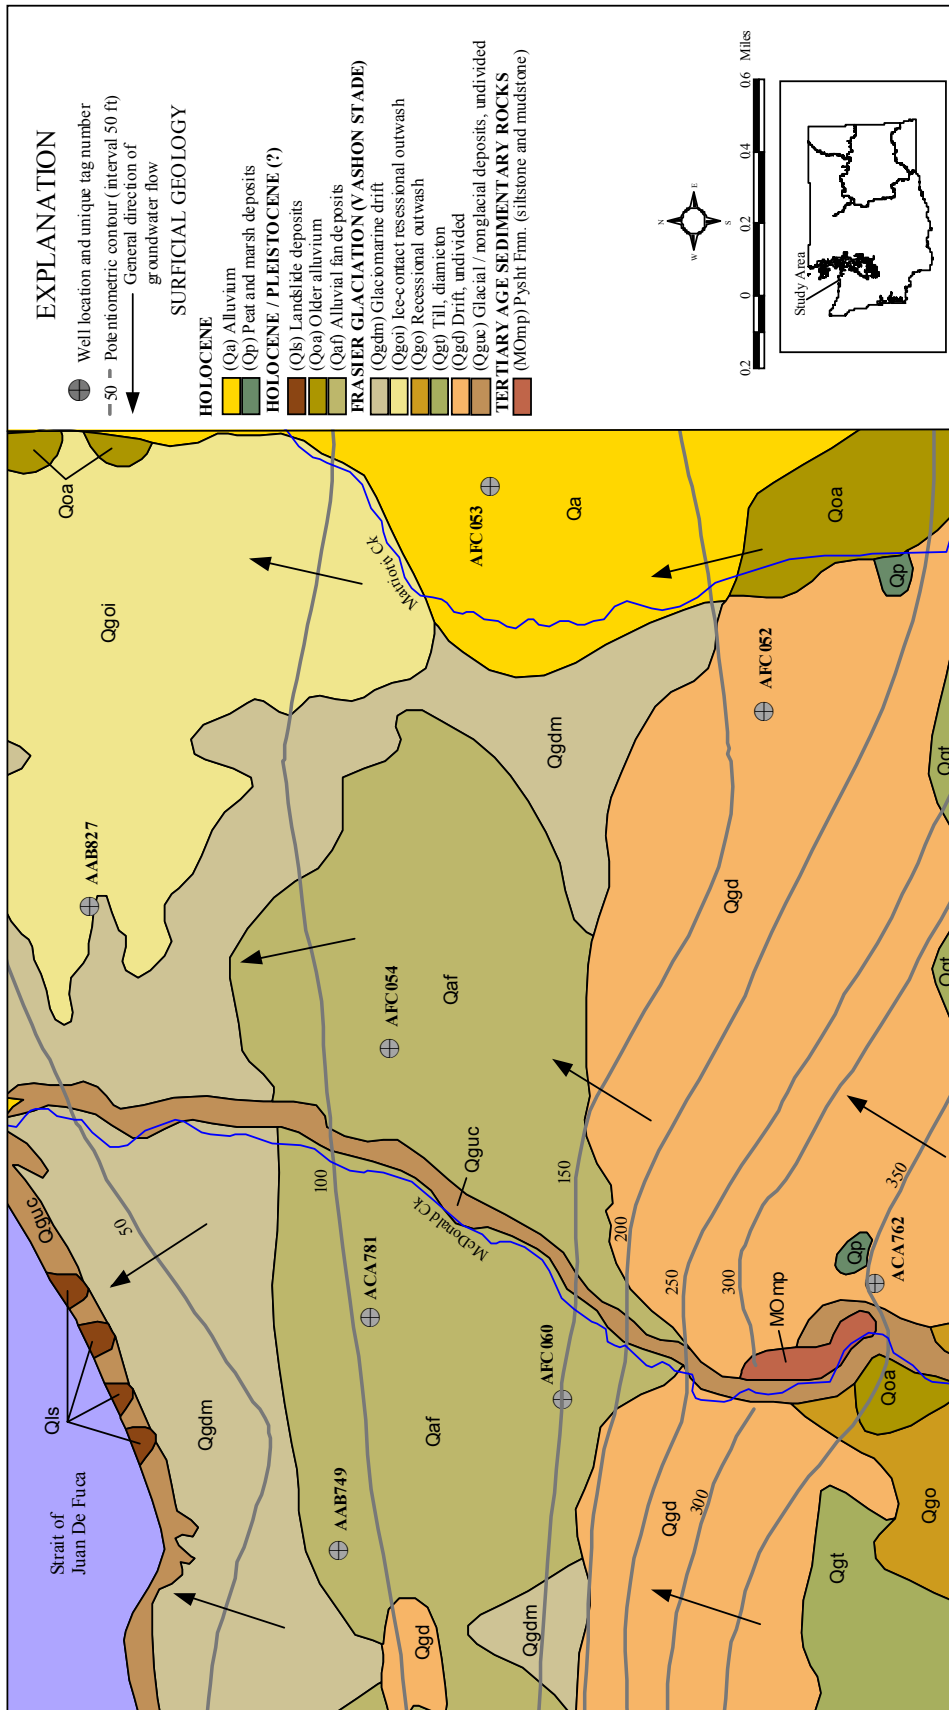 EXPLANATION
Well location and unique tag number
50 Potentiometric contour (interval 50 ft)
General direction of
groundwater flow
SURFICIAL GEOLOGY
HOLOCENE
(Qa) Alluvium
(Qp) Peat and marsh deposits
HOLOCENE / PLEISTOCENE (?)
(Qls) Landslide deposits
(Qoa) Older alluvium
(Qaf) Alluvial fan deposits
FRASIER GLACIATION (VASHON STADE)
(Qgdm) Glaciomarine drift
(Qgoi) Ice-contact recessional outwash
(Qgo) Recessional outwash
(Qgt) Till, diamicton
(Qgd) Drift, undivided
(Qguc) Glacial / nonglacial deposits, undivided
TERTIARY AGE SEDIMENTARY ROCKS
(MOmp) Pysht Fmn. (siltstone and mudstone)
N
W
E
S
0.2
0
0.2
0.4
0.6
Miles
Study Area
Strait of
Juan De Fuca
Qls
Qguc
50
AAB827
Qgoi
Qoa
Qgdm
AAB749
ACA781
100
AFC054
Matriotti Ck
AFC053
Qgd
Qaf
McDonald Ck
Qguc
Qaf
Qgdm
Qa
Qgdm
AFC060
150
200
Qgd
300
250
300
MOmp
Qgd
AFC052
Qoa
Qgt
Qgo
Qoa
Qp
ACA762
350
Qgt
Qgt
Qp